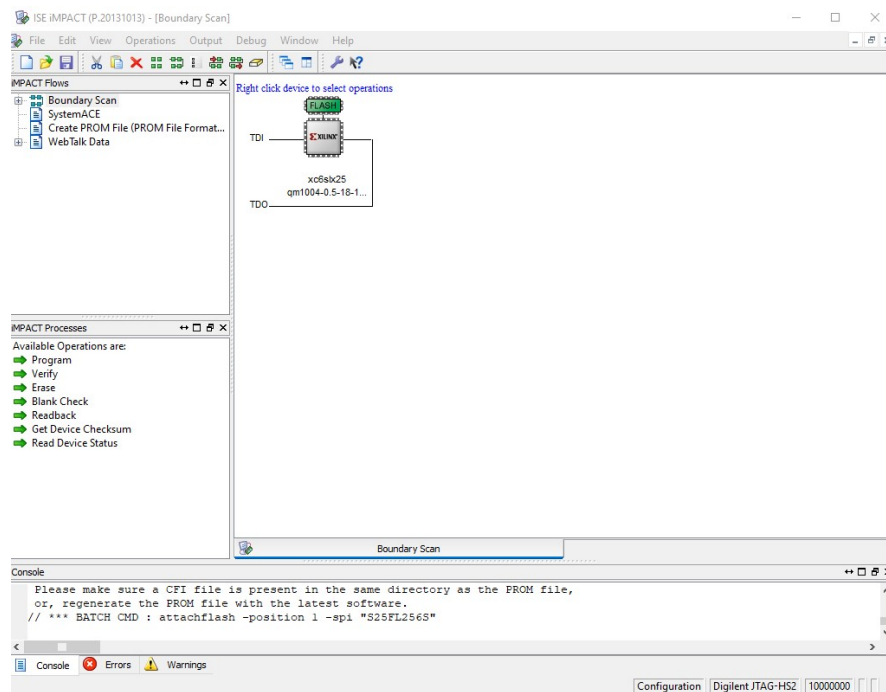 ISE iMPACT (P.20131013) - [Boundary Scan]
File Edit View Operations Output Debug Window Help
iMPACT Flows
Boundary Scan
SystemACE
Create PROM File (PROM File Format...
WebTalk Data
Right click device to select operations
FLASH
TDI
XILINX
xc6slx25
qm1004-0.5-18-1...
TDO
iMPACT Processes
Available Operations are:
Program
Verify
Erase
Blank Check
Readback
Get Device Checksum
Read Device Status
Boundary Scan
Console
Please make sure a CFI file is present in the same directory as the PROM file,
or, regenerate the PROM file with the latest software.
// *** BATCH CMD : attachflash -position 1 -spi "S25FL256S"
Console Errors Warnings
Configuration Digilent JTAG-HS2 10000000